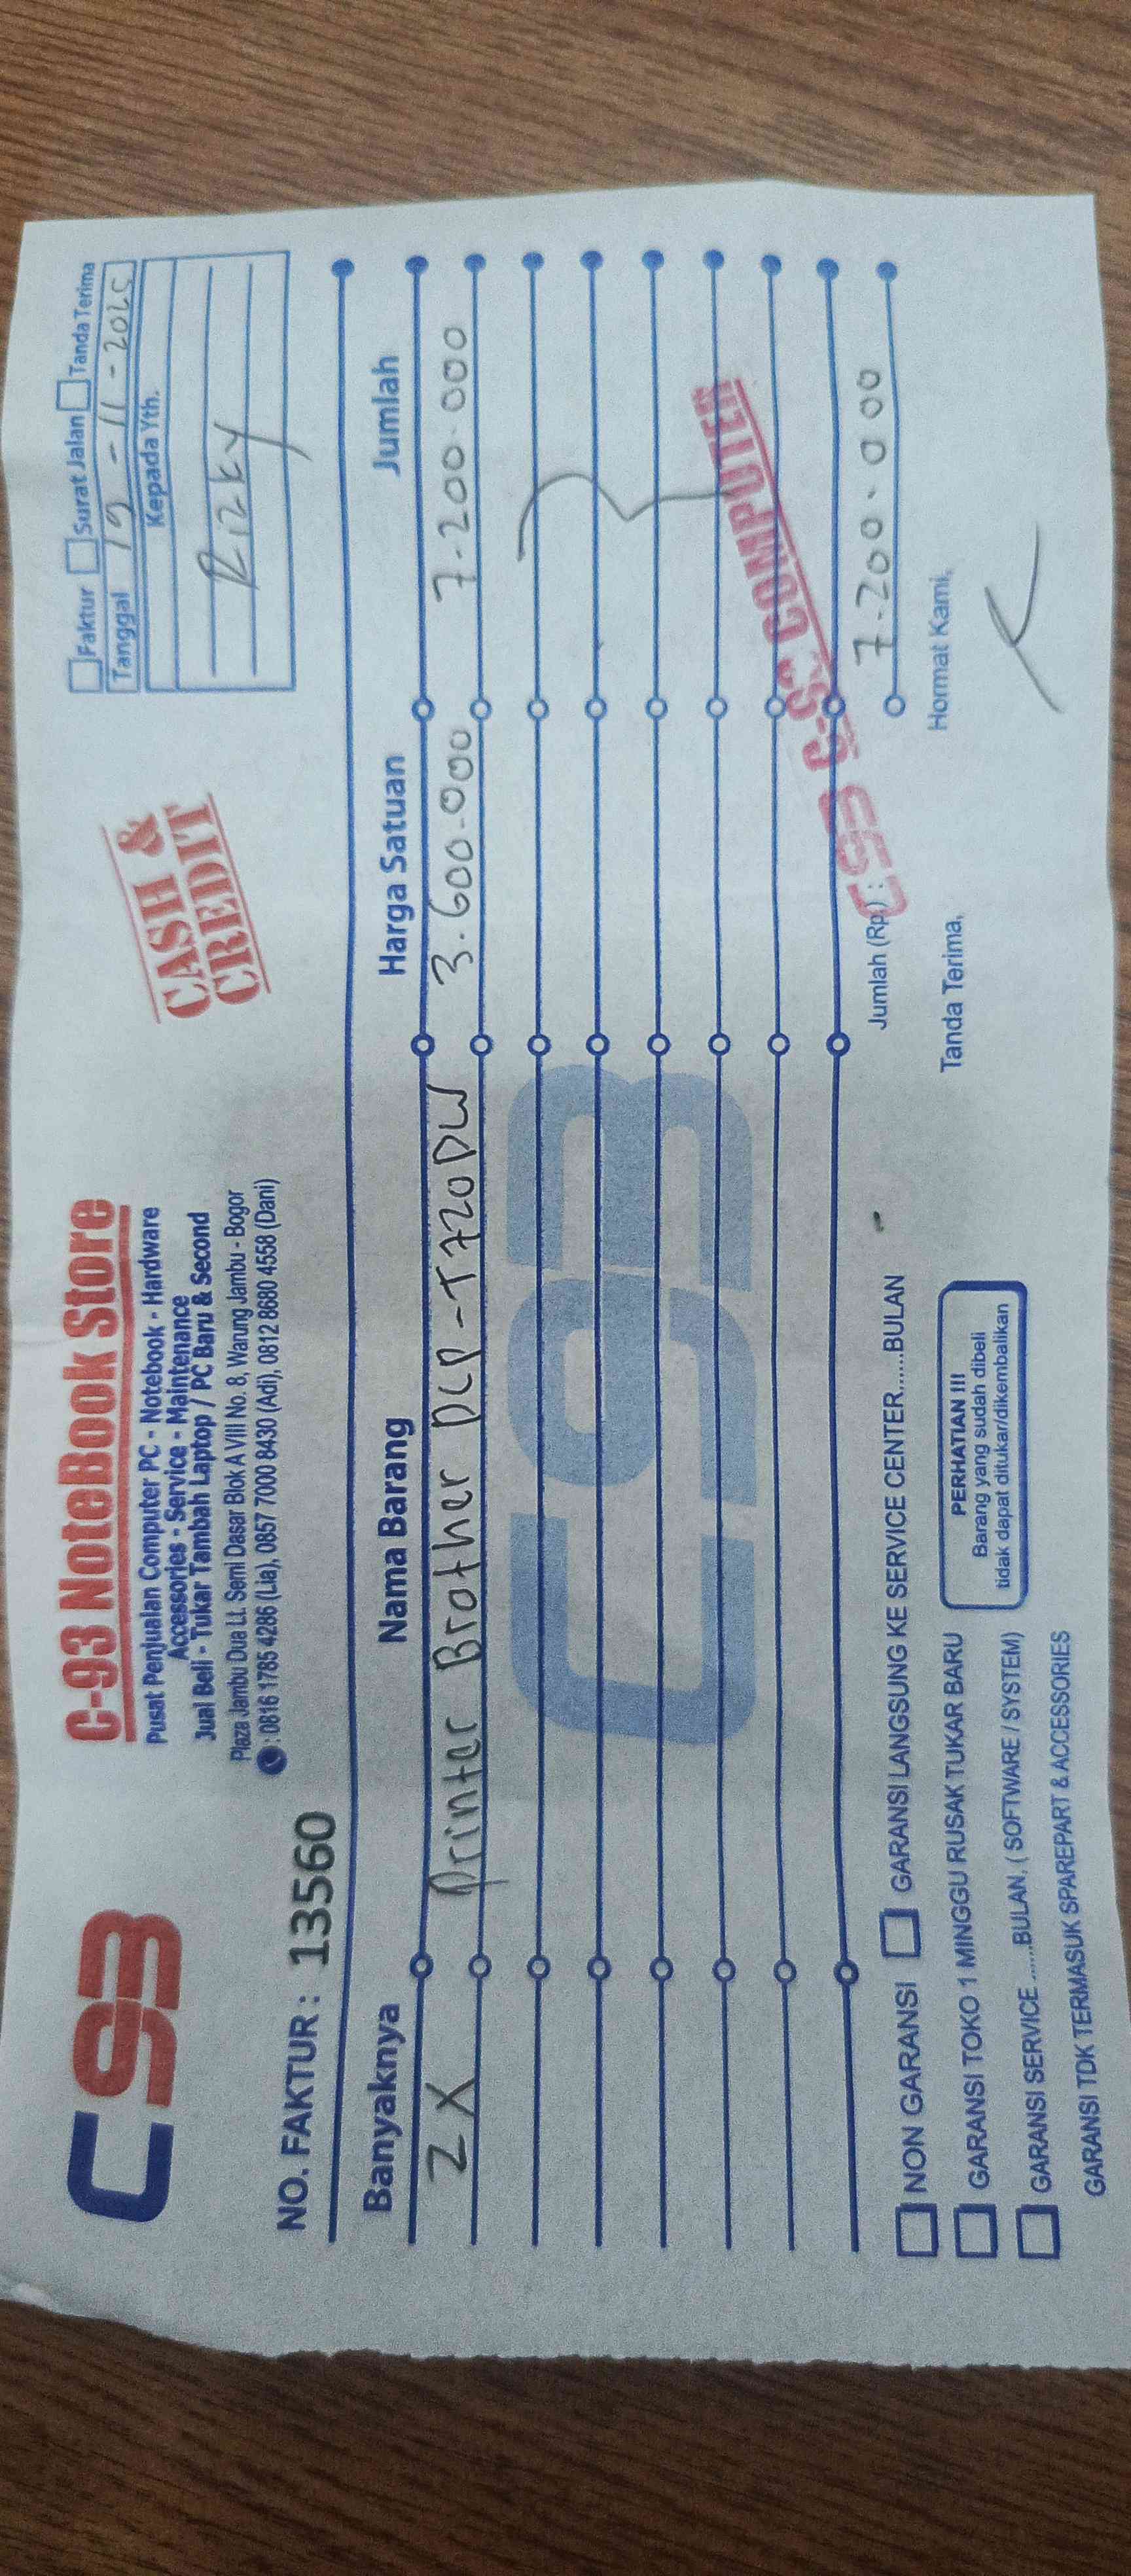 C93
C-93 NoteBook Store
Pusat Penjualan Computer PC - Notebook - Hardware
Accessories - Service - Maintenance
Jual Beli - Tukar Tambah Laptop / PC Baru & Second
Plaza Jambu Dua Lt. Semi Dasar Blok A VIII No. 8, Warung Jambu - Bogor
: 0816 1785 4286 (Lia), 0857 7000 8430 (Adi), 0812 8680 4558 (Dani)
CASH &
CREDIT
Faktur Surat Jalan Tanda Terima
Tanggal 19 - 11 - 2025
Kepada Yth.
Rizky
NO. FAKTUR : 13560
Banyaknya Nama Barang Harga Satuan Jumlah
2 X Printer Brother DCP - T720DW 3.600.000 7.200.000
C93
C93 COMPUTER
Jumlah (Rp) : 7.200.000
NON GARANSI GARANSI LANGSUNG KE SERVICE CENTER......BULAN
GARANSI TOKO 1 MINGGU RUSAK TUKAR BARU
GARANSI SERVICE ......BULAN, ( SOFTWARE / SYSTEM)
GARANSI TDK TERMASUK SPAREPART & ACCESSORIES
PERHATIAN !!!
Barang yang sudah dibeli
tidak dapat ditukar/dikembalikan
Tanda Terima, Hormat Kami,